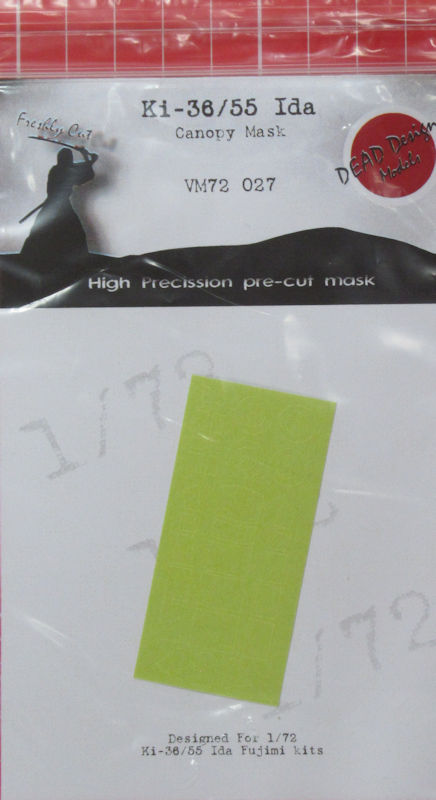 Ki-36/55 Ida
Canopy Mask
Freshly Cut
DEAD Design
Models
VM72 027
High Precission pre-cut mask
1/72
1/72
Designed For 1/72
Ki-36/55 Ida Fujimi kits